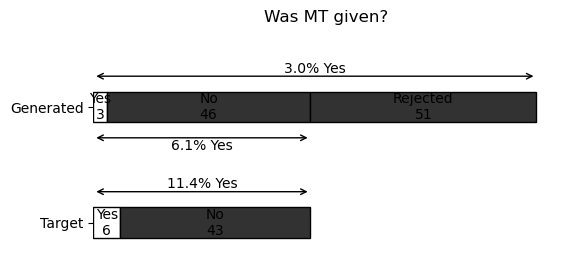 Was MT given?
3.0% Yes
Generated
Yes No Rejected
3 46 51
6.1% Yes
11.4% Yes
Target
Yes No
6 43